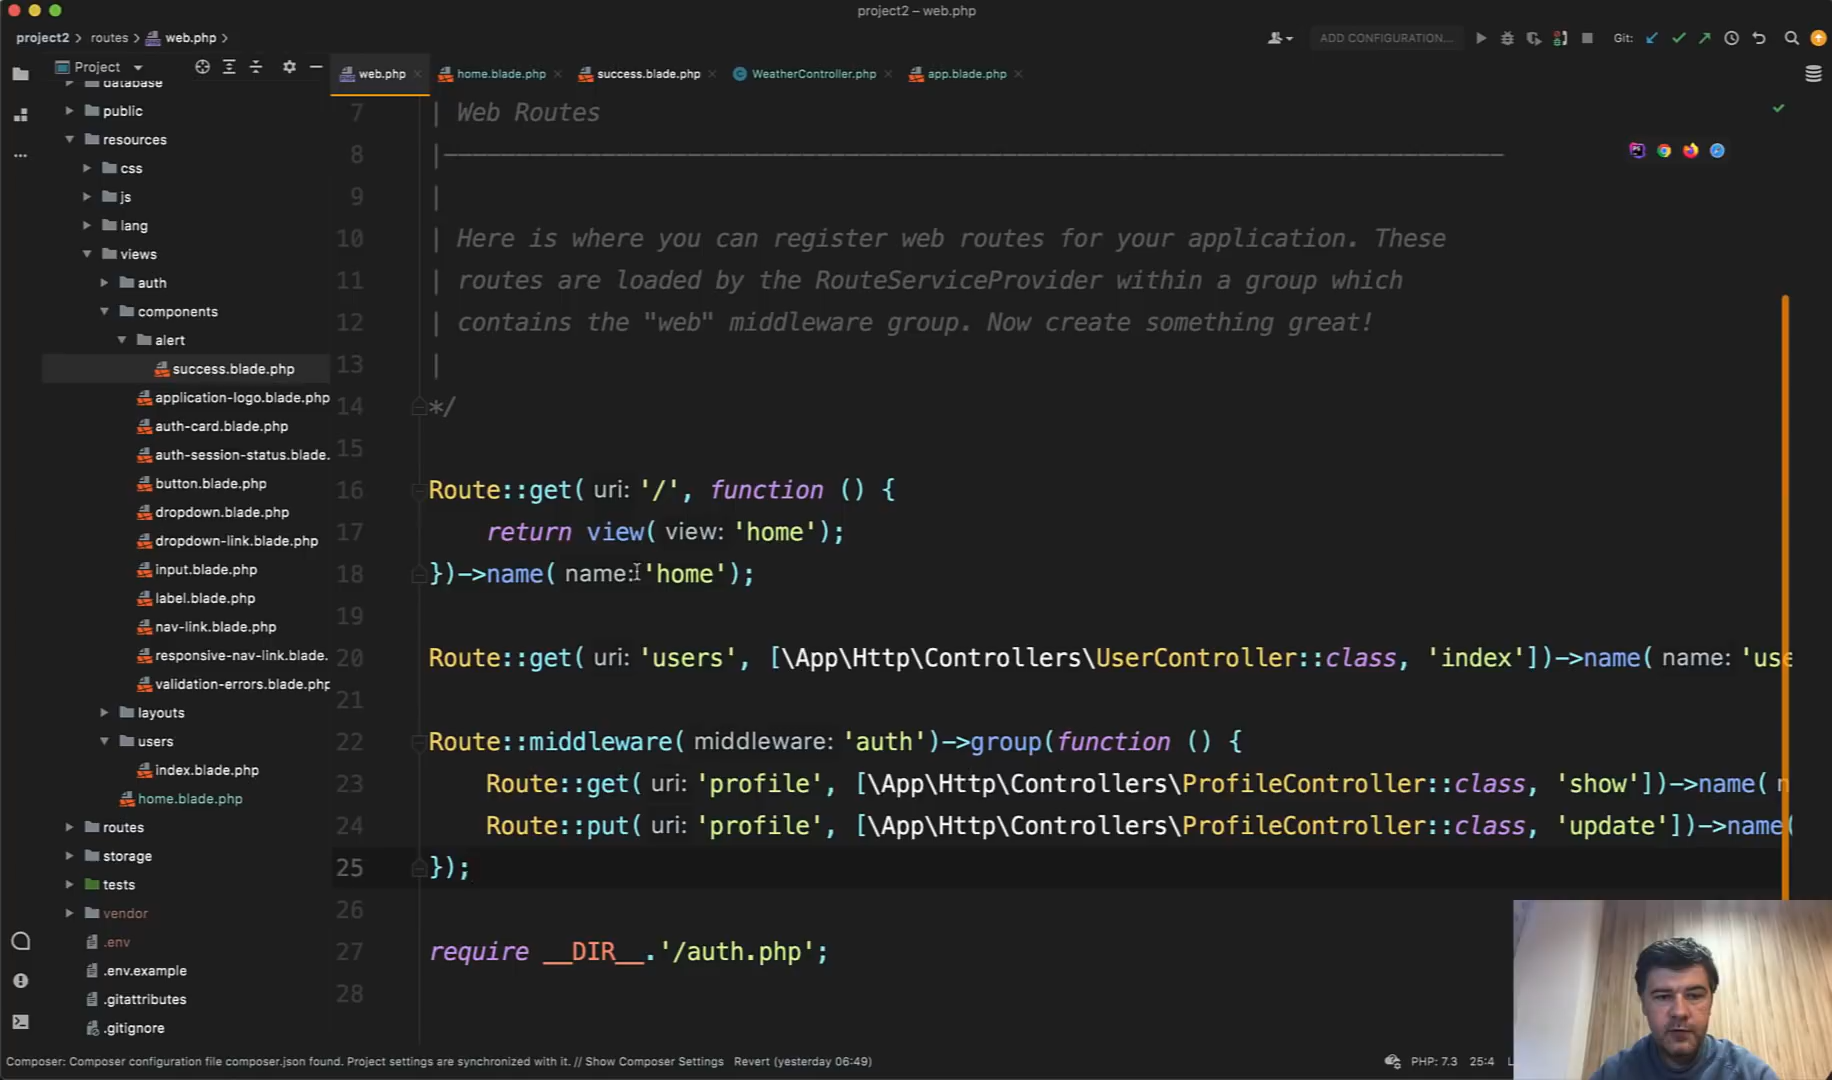 project2 – web.php
project2 > routes > web.php >
ADD CONFIGURATION...
Git:
Project
web.php
home.blade.php
success.blade.php
WeatherController.php
app.blade.php
database
public
resources
css
js
lang
views
auth
components
alert
success.blade.php
application-logo.blade.php
auth-card.blade.php
auth-session-status.blade.
button.blade.php
dropdown.blade.php
dropdown-link.blade.php
input.blade.php
label.blade.php
nav-link.blade.php
responsive-nav-link.blade.
validation-errors.blade.php
layouts
users
index.blade.php
home.blade.php
routes
storage
tests
vendor
.env
.env.example
.gitattributes
.gitignore
7 | Web Routes
8 |--------------------------------------------------------------------------
9 |
10 | Here is where you can register web routes for your application. These
11 | routes are loaded by the RouteServiceProvider within a group which
12 | contains the "web" middleware group. Now create something great!
13 |
14 */
15
16 Route::get( uri: '/', function () {
17 return view( view: 'home');
18 })->name( name: 'home');
19
20 Route::get( uri: 'users', [\App\Http\Controllers\UserController::class, 'index'])->name( name: 'use
21
22 Route::middleware( middleware: 'auth')->group(function () {
23 Route::get( uri: 'profile', [\App\Http\Controllers\ProfileController::class, 'show'])->name( n
24 Route::put( uri: 'profile', [\App\Http\Controllers\ProfileController::class, 'update'])->name(
25 });
26
27 require __DIR__.'/auth.php';
28
Composer: Composer configuration file composer.json found. Project settings are synchronized with it. // Show Composer Settings Revert (yesterday 06:49)
PHP: 7.3 25:4